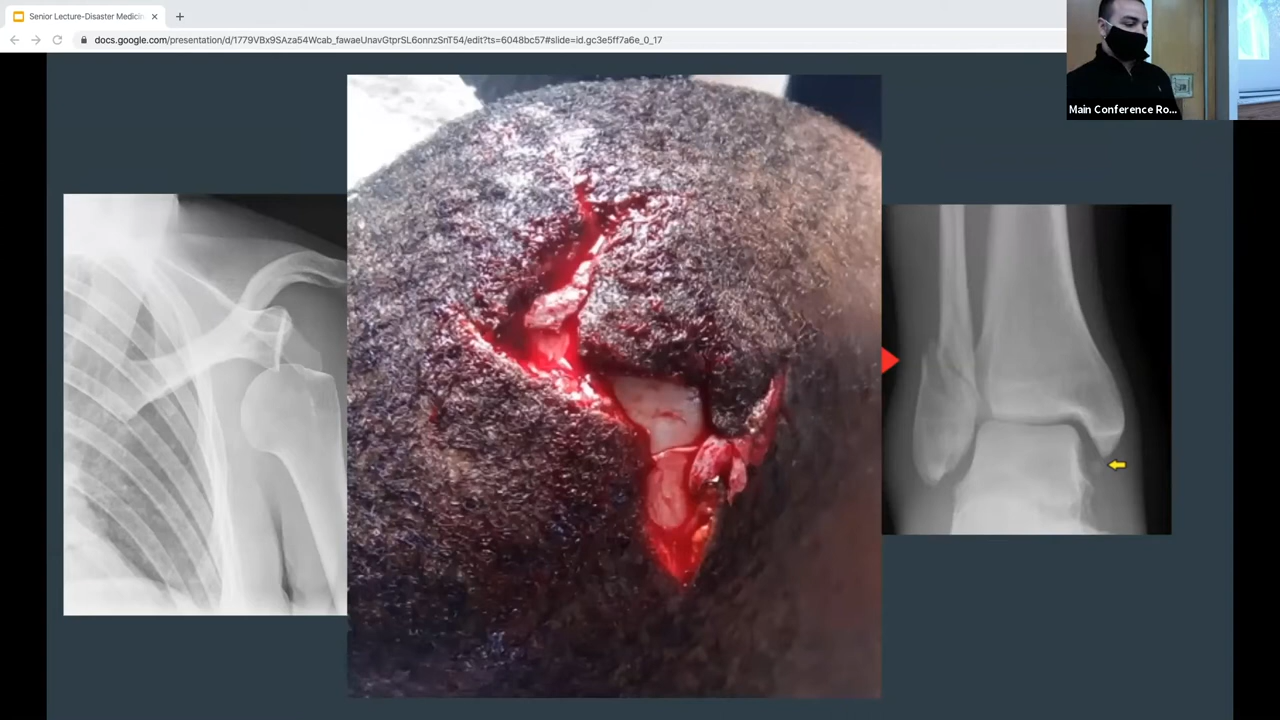 Senior Lecture-Disaster Medicin
docs.google.com/presentation/d/1779VBx9SAza54Wcab_fawaeUnavGtprSL6onnzSnT54/edit?ts=6048bc57#slide=id.gc3e5ff7a6e_0_17
Main Conference Ro...